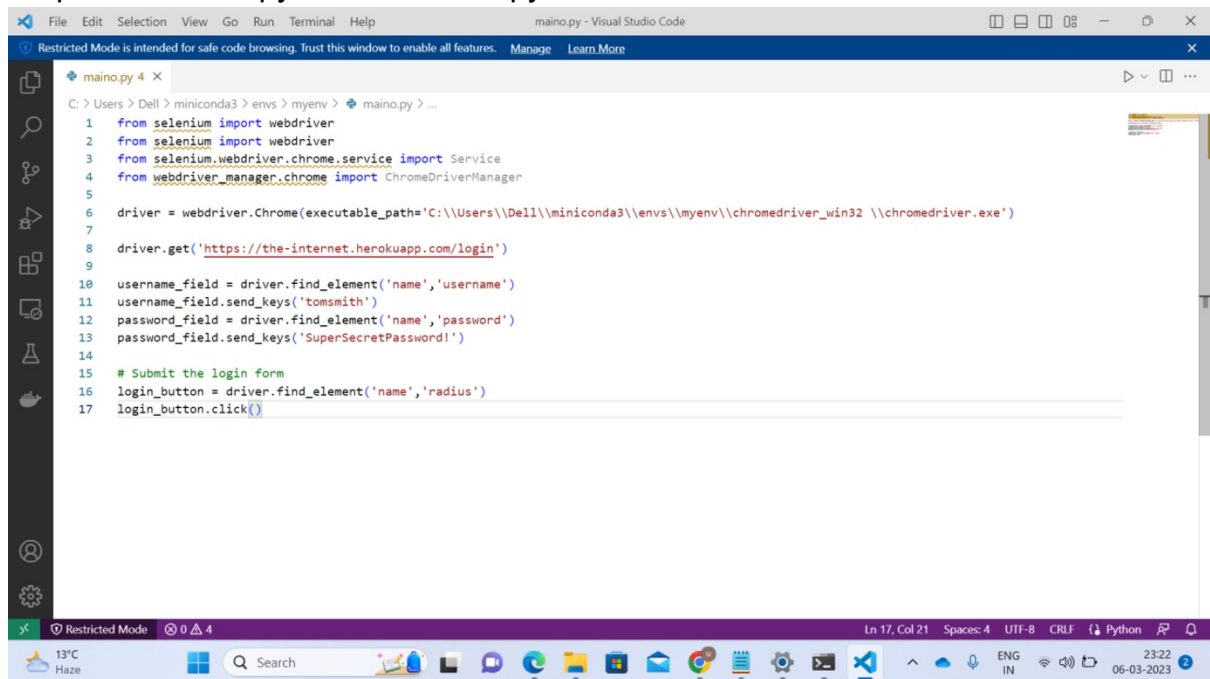 File Edit Selection View Go Run Terminal Help maino.py - Visual Studio Code
Restricted Mode is intended for safe code browsing. Trust this window to enable all features. Manage Learn More
maino.py 4
C: > Users > Dell > miniconda3 > envs > myenv > maino.py > ...
1 from selenium import webdriver
2 from selenium import webdriver
3 from selenium.webdriver.chrome.service import Service
4 from webdriver_manager.chrome import ChromeDriverManager
5
6 driver = webdriver.Chrome(executable_path='C:\\Users\\Dell\\miniconda3\\envs\\myenv\\chromedriver_win32 \\chromedriver.exe')
7
8 driver.get('https://the-internet.herokuapp.com/login')
9
10 username_field = driver.find_element('name','username')
11 username_field.send_keys('tomsmith')
12 password_field = driver.find_element('name','password')
13 password_field.send_keys('SuperSecretPassword!')
14
15 # Submit the login form
16 login_button = driver.find_element('name','radius')
17 login_button.click()
Restricted Mode 0 4 Ln 17, Col 21 Spaces: 4 UTF-8 CRLF Python
13°C
Haze
Search
ENG
IN
23:22
06-03-2023
2